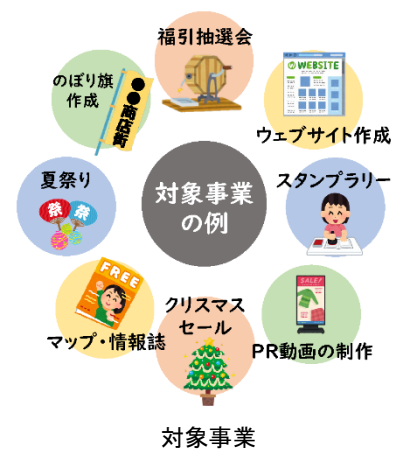 福引抽選会
WEBSITE
ウェブサイト作成
スタンプラリー
SALE!
PR動画の制作
クリスマス
セール
FREE
マップ・情報誌
夏祭り
祭
祭
のぼり旗
作成
●●商店街
対象事業
の例
対象事業